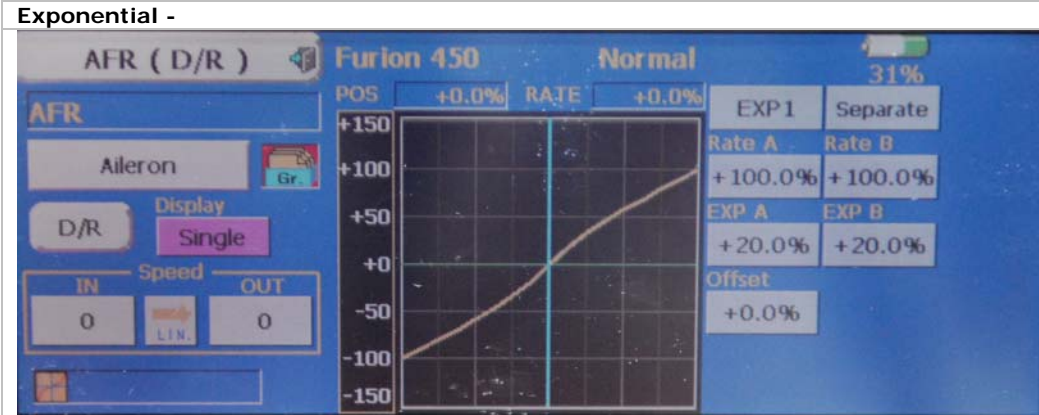 Exponential -
AFR ( D/R )
Furion 450
Normal
31%
POS
+0.0%
RATE
+0.0%
EXP1
Separate
AFR
+150
Rate A
Rate B
Aileron
Gr.
+100
+100.0%
+100.0%
D/R
Display
Single
+50
EXP A
EXP B
+20.0%
+20.0%
+0
Speed
IN
OUT
Offset
0
LIN.
0
-50
+0.0%
-100
-150